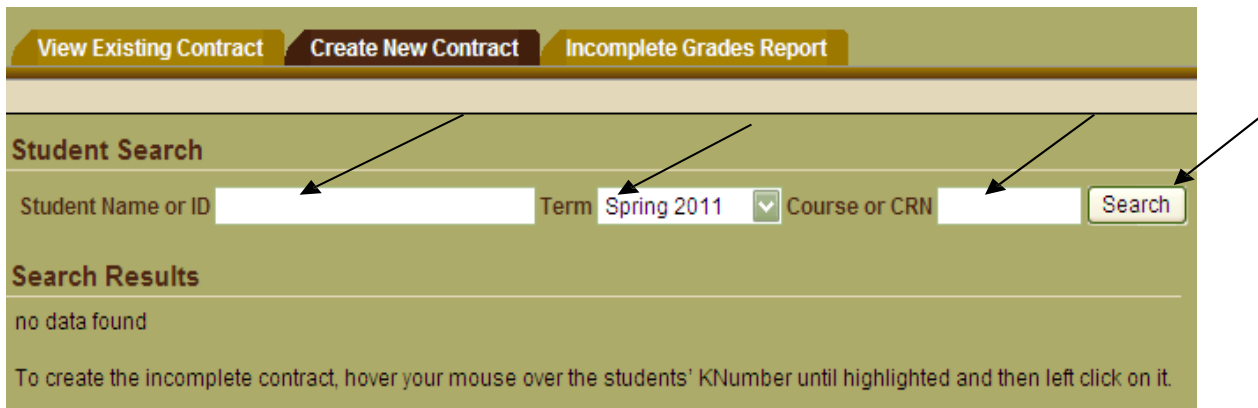 View Existing Contract Create New Contract Incomplete Grades Report
Student Search
Student Name or ID Term Spring 2011 Course or CRN Search
Search Results
no data found
To create the incomplete contract, hover your mouse over the students' KNumber until highlighted and then left click on it.